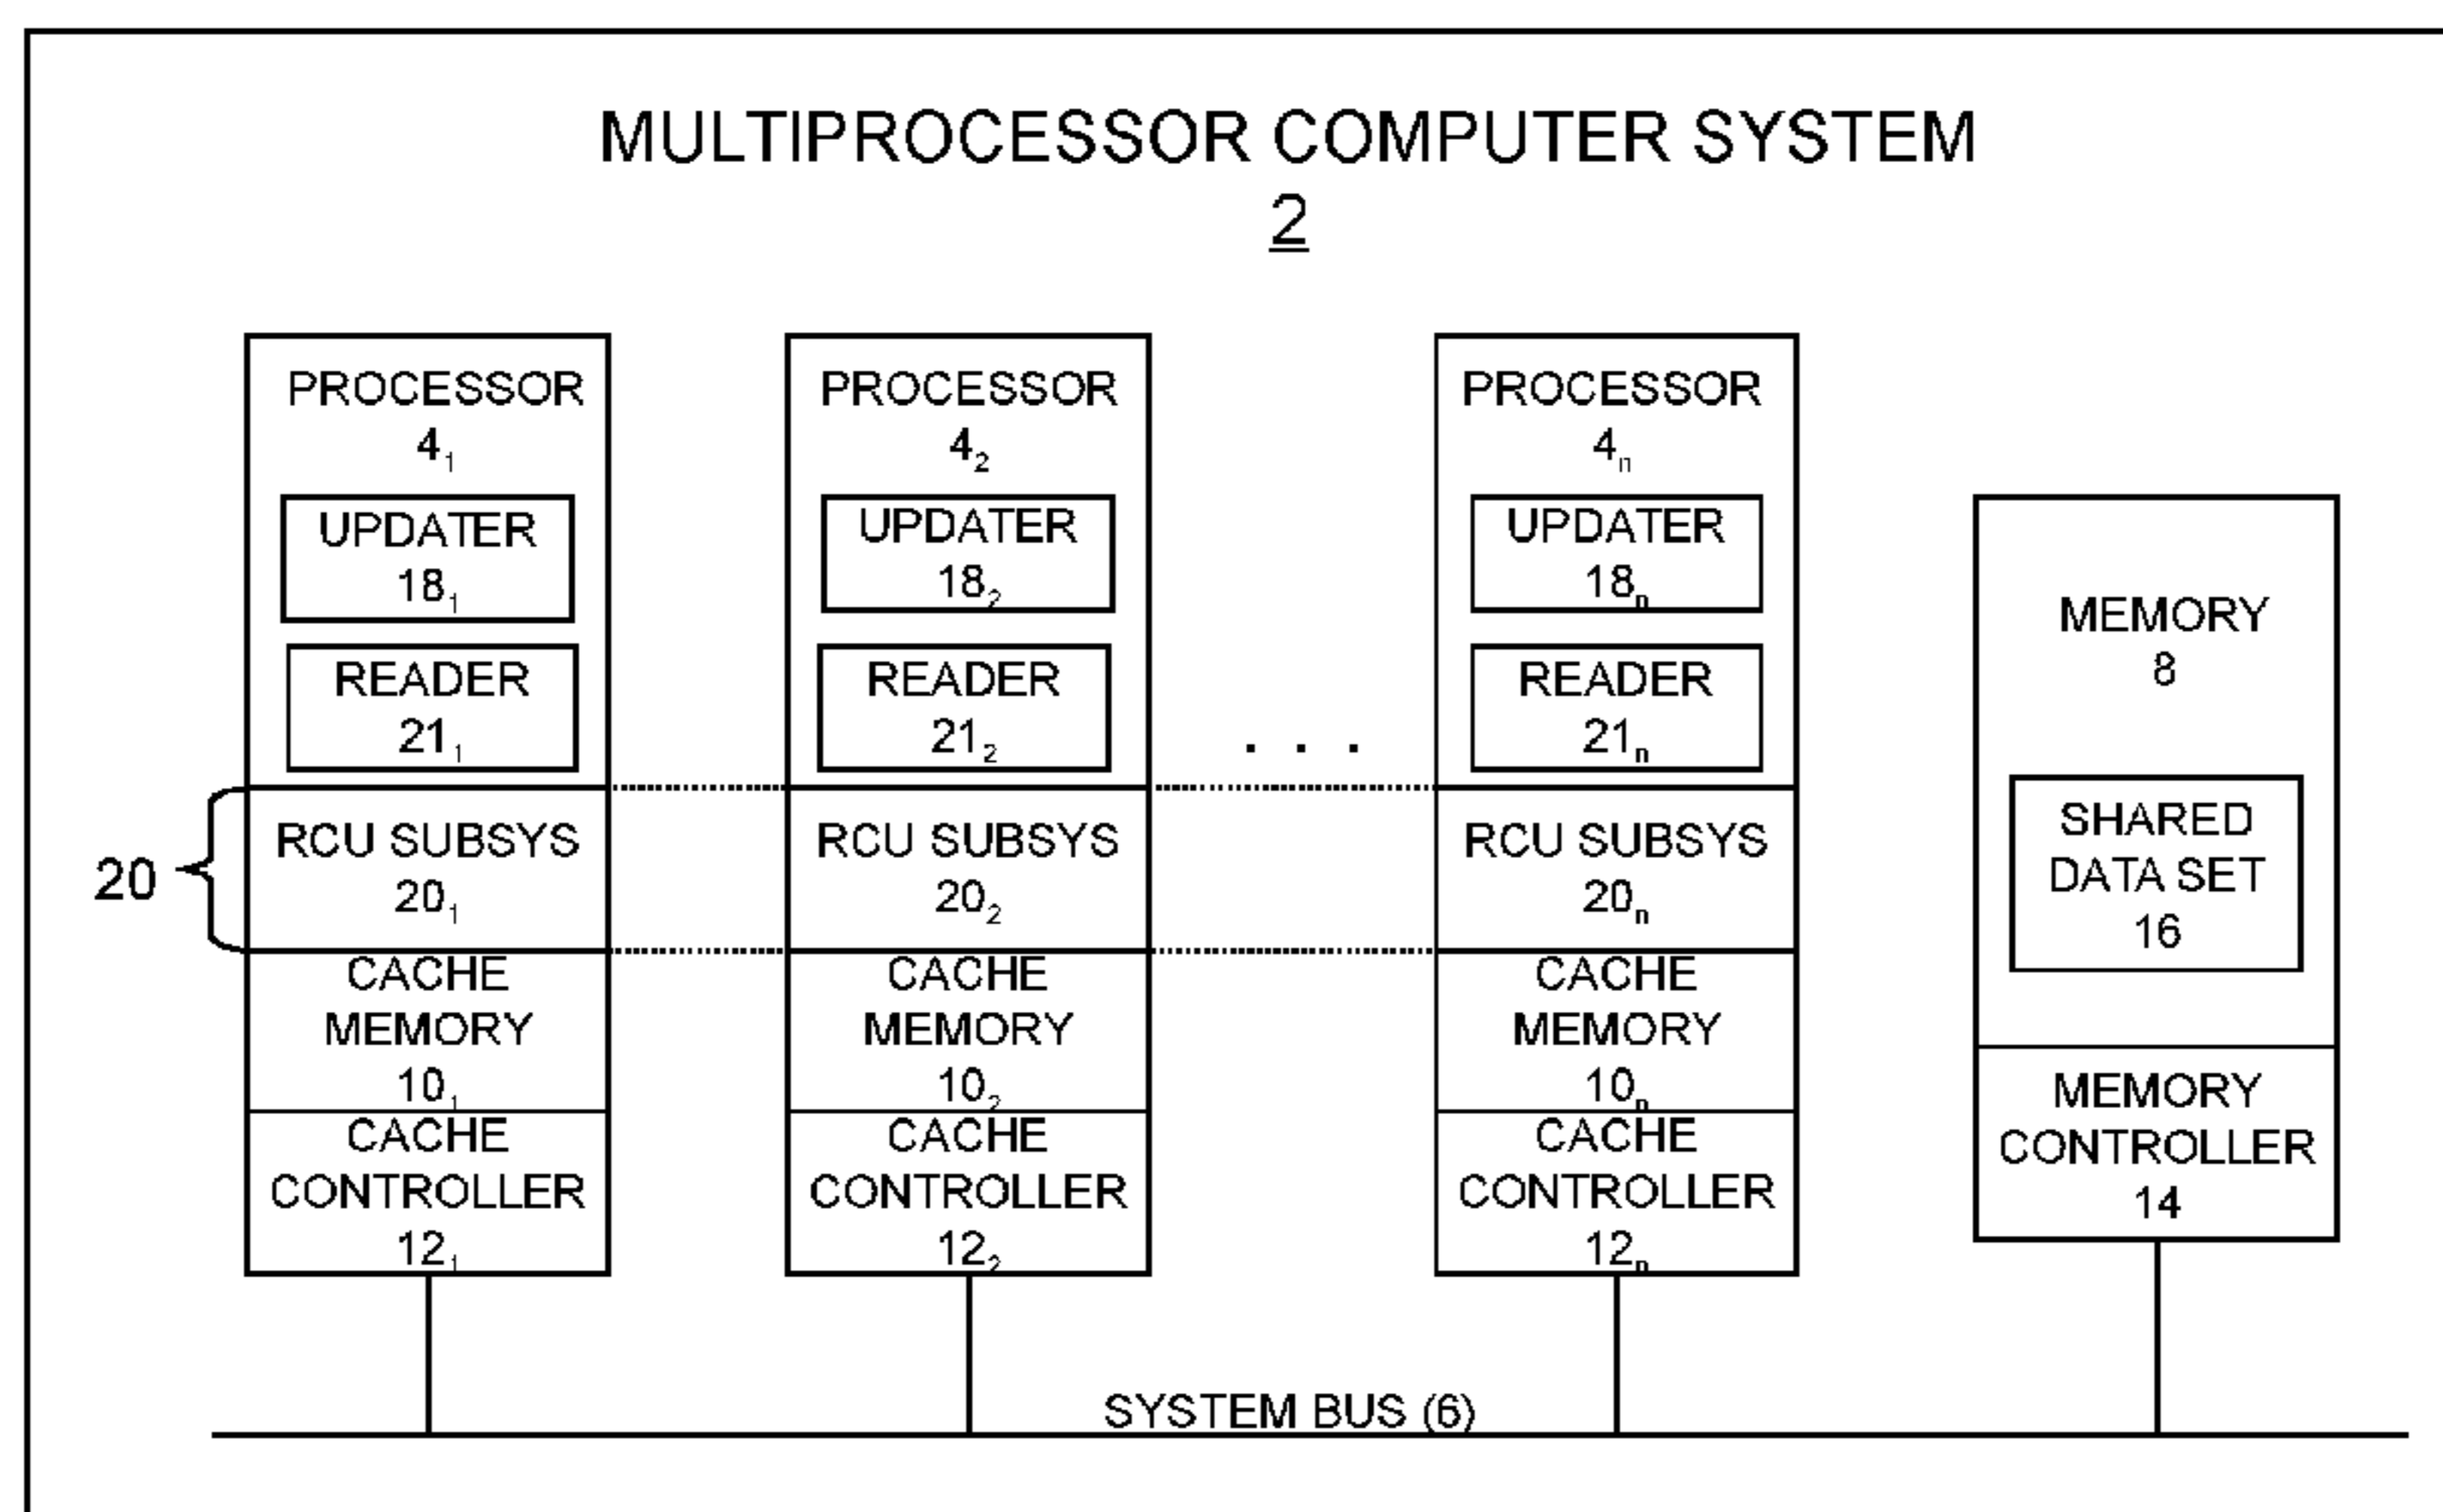 MULTIPROCESSOR COMPUTER SYSTEM
2
PROCESSOR
4₁
UPDATER
18₁
READER
21₁
RCU SUBSYS
20₁
CACHE
MEMORY
10₁
CACHE
CONTROLLER
12₁
20
PROCESSOR
4₂
UPDATER
18₂
READER
21₂
RCU SUBSYS
20₂
CACHE
MEMORY
10₂
CACHE
CONTROLLER
12₂
. . .
PROCESSOR
4ₙ
UPDATER
18ₙ
READER
21ₙ
RCU SUBSYS
20ₙ
CACHE
MEMORY
10ₙ
CACHE
CONTROLLER
12ₙ
MEMORY
8
SHARED
DATA SET
16
MEMORY
CONTROLLER
14
SYSTEM BUS (6)